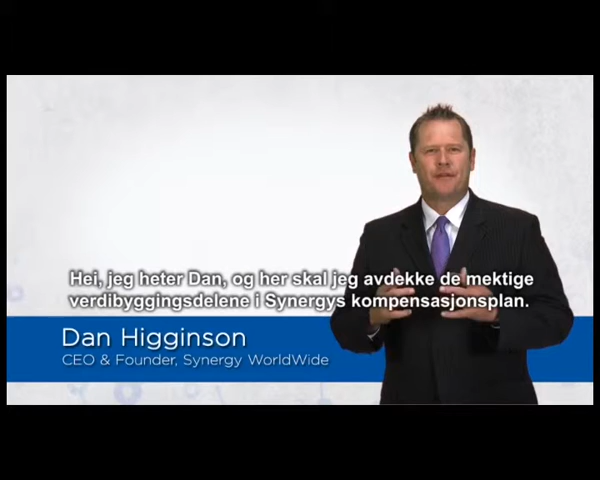 Hei, jeg heter Dan, og her skal jeg avdekke de mektige
verdibyggingsdelene i Synergys kompensasjonsplan.
Dan Higginson
CEO & Founder, Synergy WorldWide